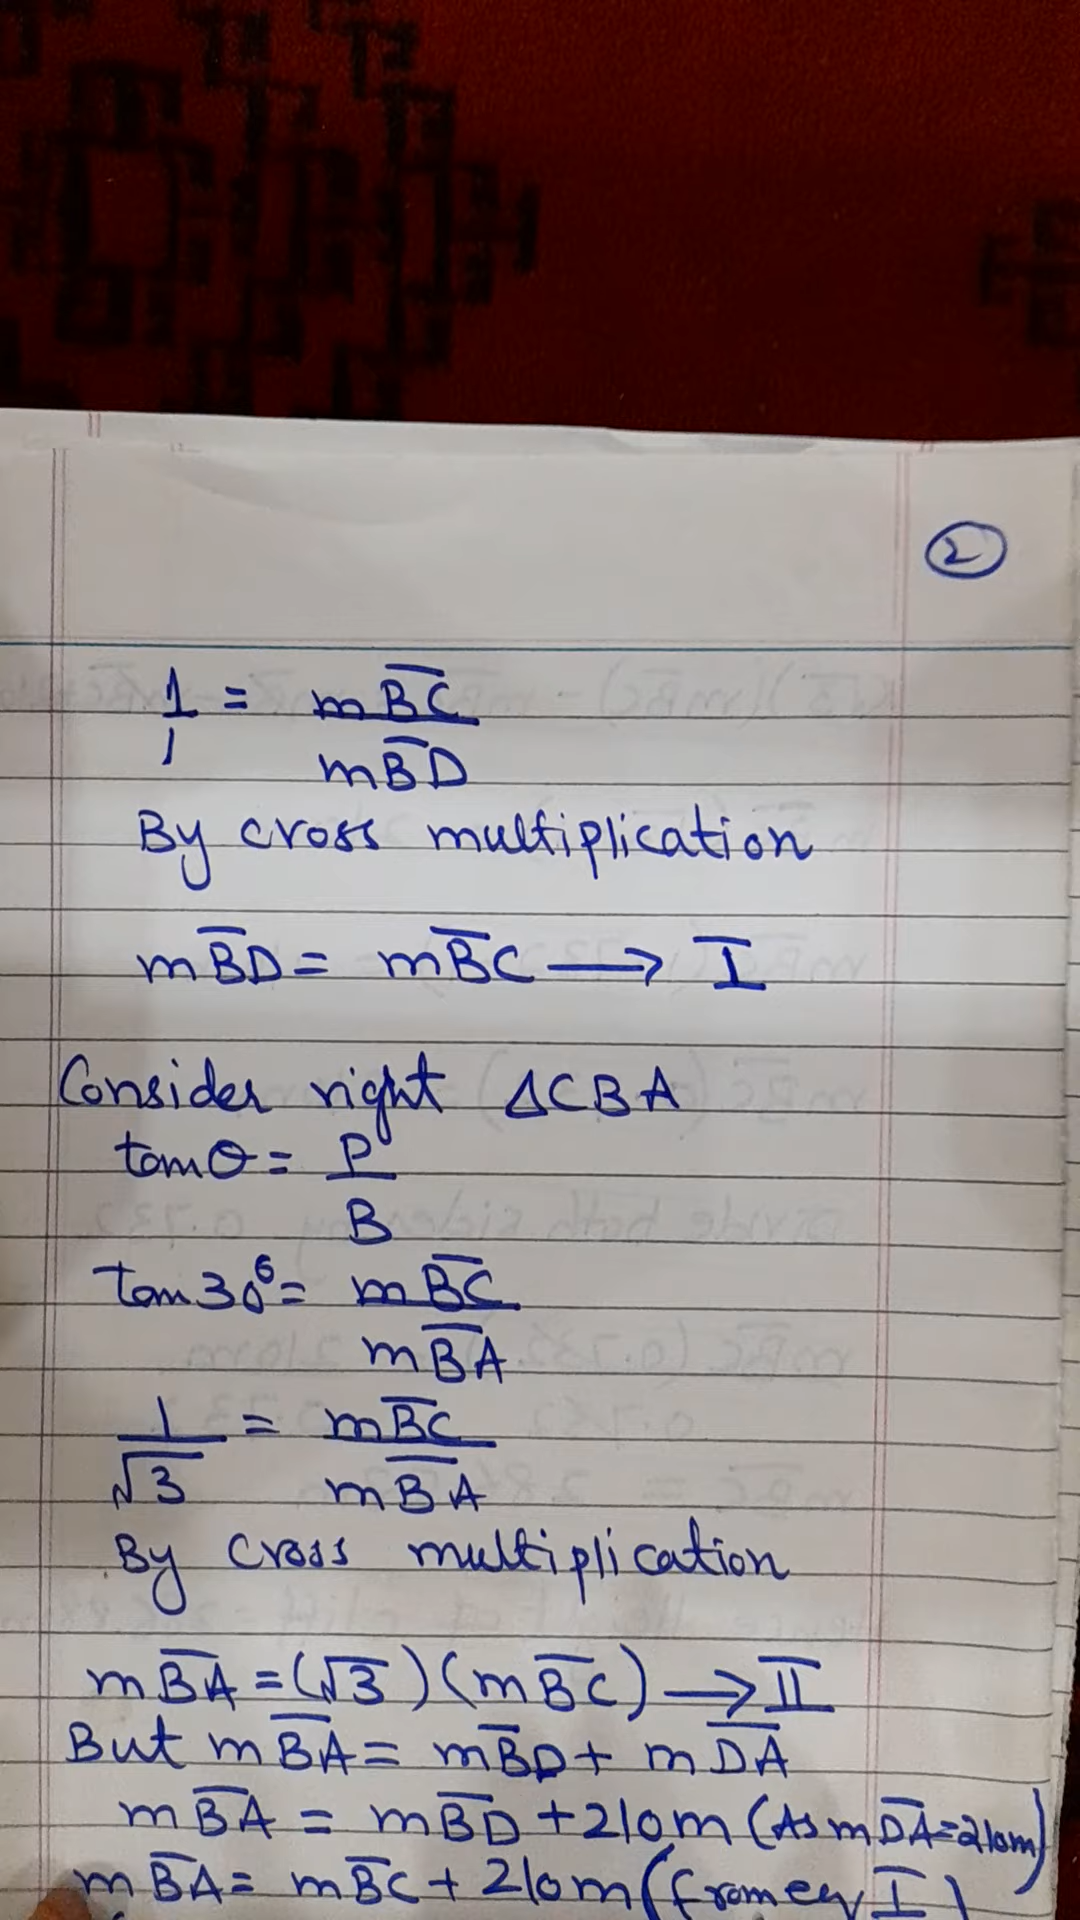 2
1/1 = mBC̅/mBD̅
By cross multiplication
mB̅D = mB̅C → I
Consider right ΔCBA
tanθ = P/B
tan30° = mB̅C̅/mB̅A̅
1/√3 = mB̅C̅/mB̅A̅
By cross multiplication
mB̅A̅ = (√3)(mB̅C̅) → II
But mB̅A̅ = mB̅D + mD̅A̅
mB̅A̅ = mB̅D̅ + 210m (As mD̅A̅=210m)
mB̅A̅ = mB̅C + 210m (from eq I)